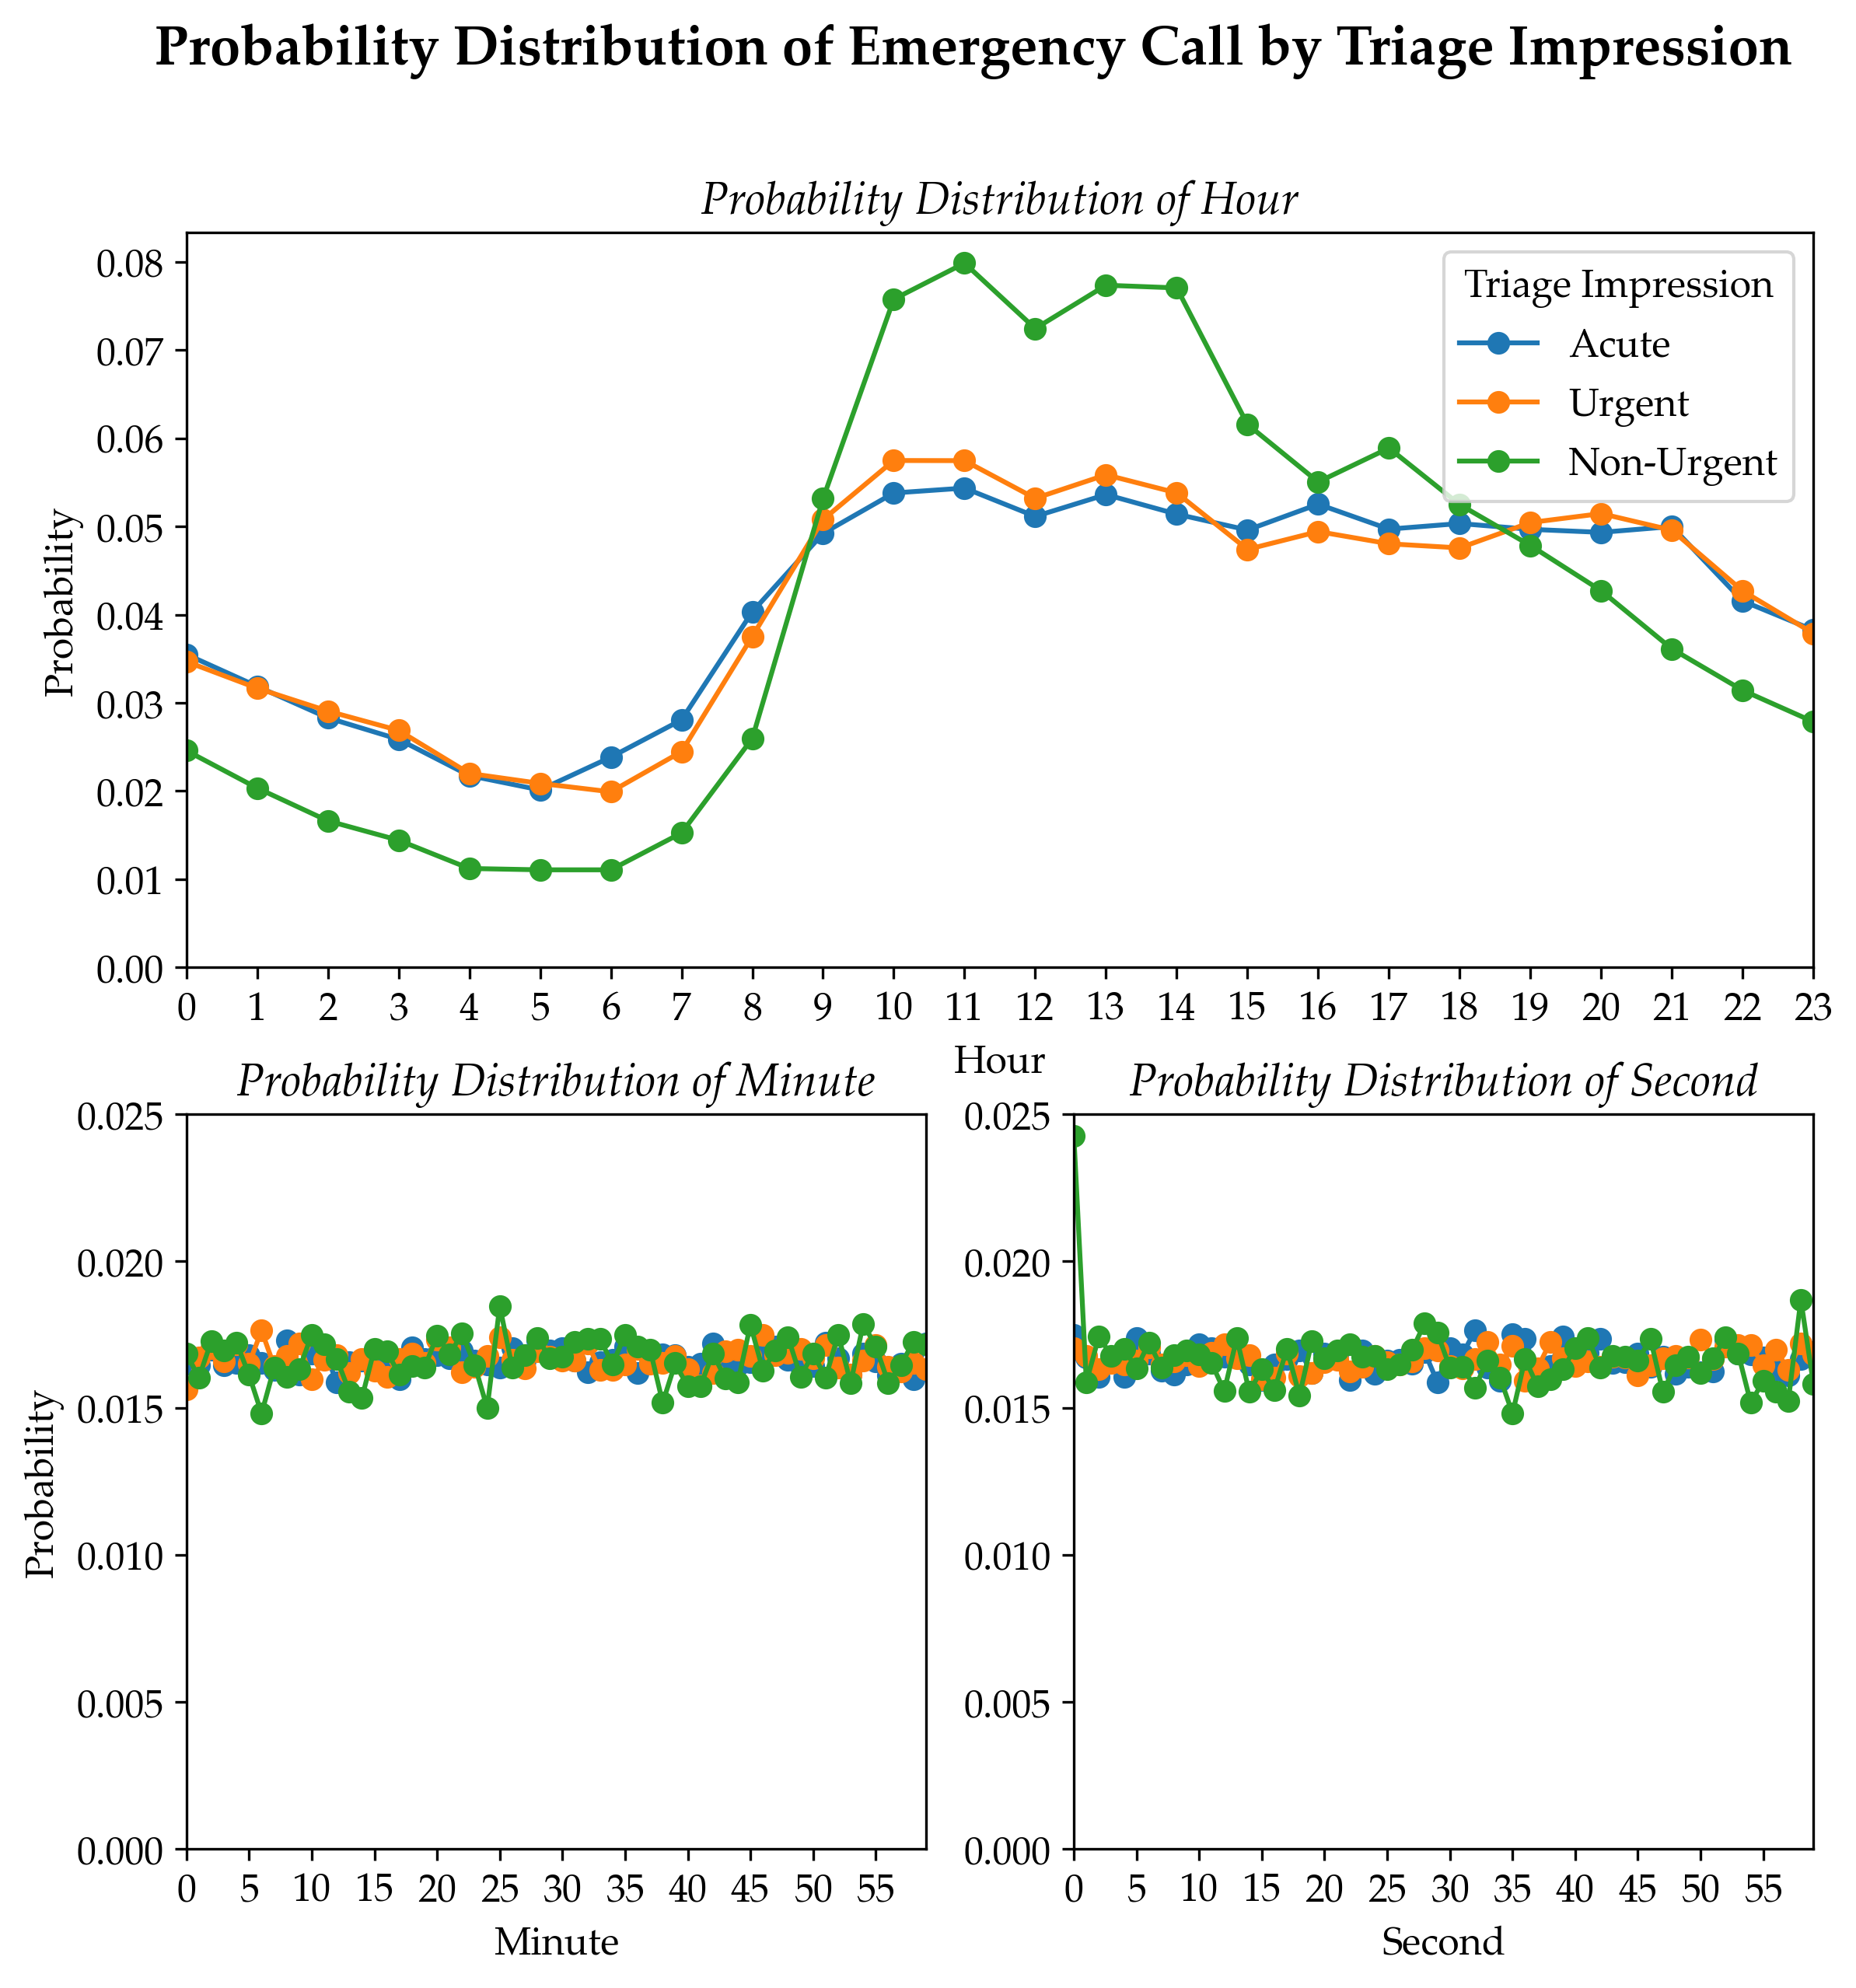 Probability Distribution of Emergency Call by Triage Impression
Probability Distribution of Hour
Probability
0.08
0.07
0.06
0.05
0.04
0.03
0.02
0.01
0.00
Triage Impression
Acute
Urgent
Non-Urgent
0 1 2 3 4 5 6 7 8 9 10 11 12 13 14 15 16 17 18 19 20 21 22 23
Hour
Probability Distribution of Minute
Probability
0.025
0.020
0.015
0.010
0.005
0.000
0 5 10 15 20 25 30 35 40 45 50 55
Minute
Probability Distribution of Second
0.025
0.020
0.015
0.010
0.005
0.000
0 5 10 15 20 25 30 35 40 45 50 55
Second